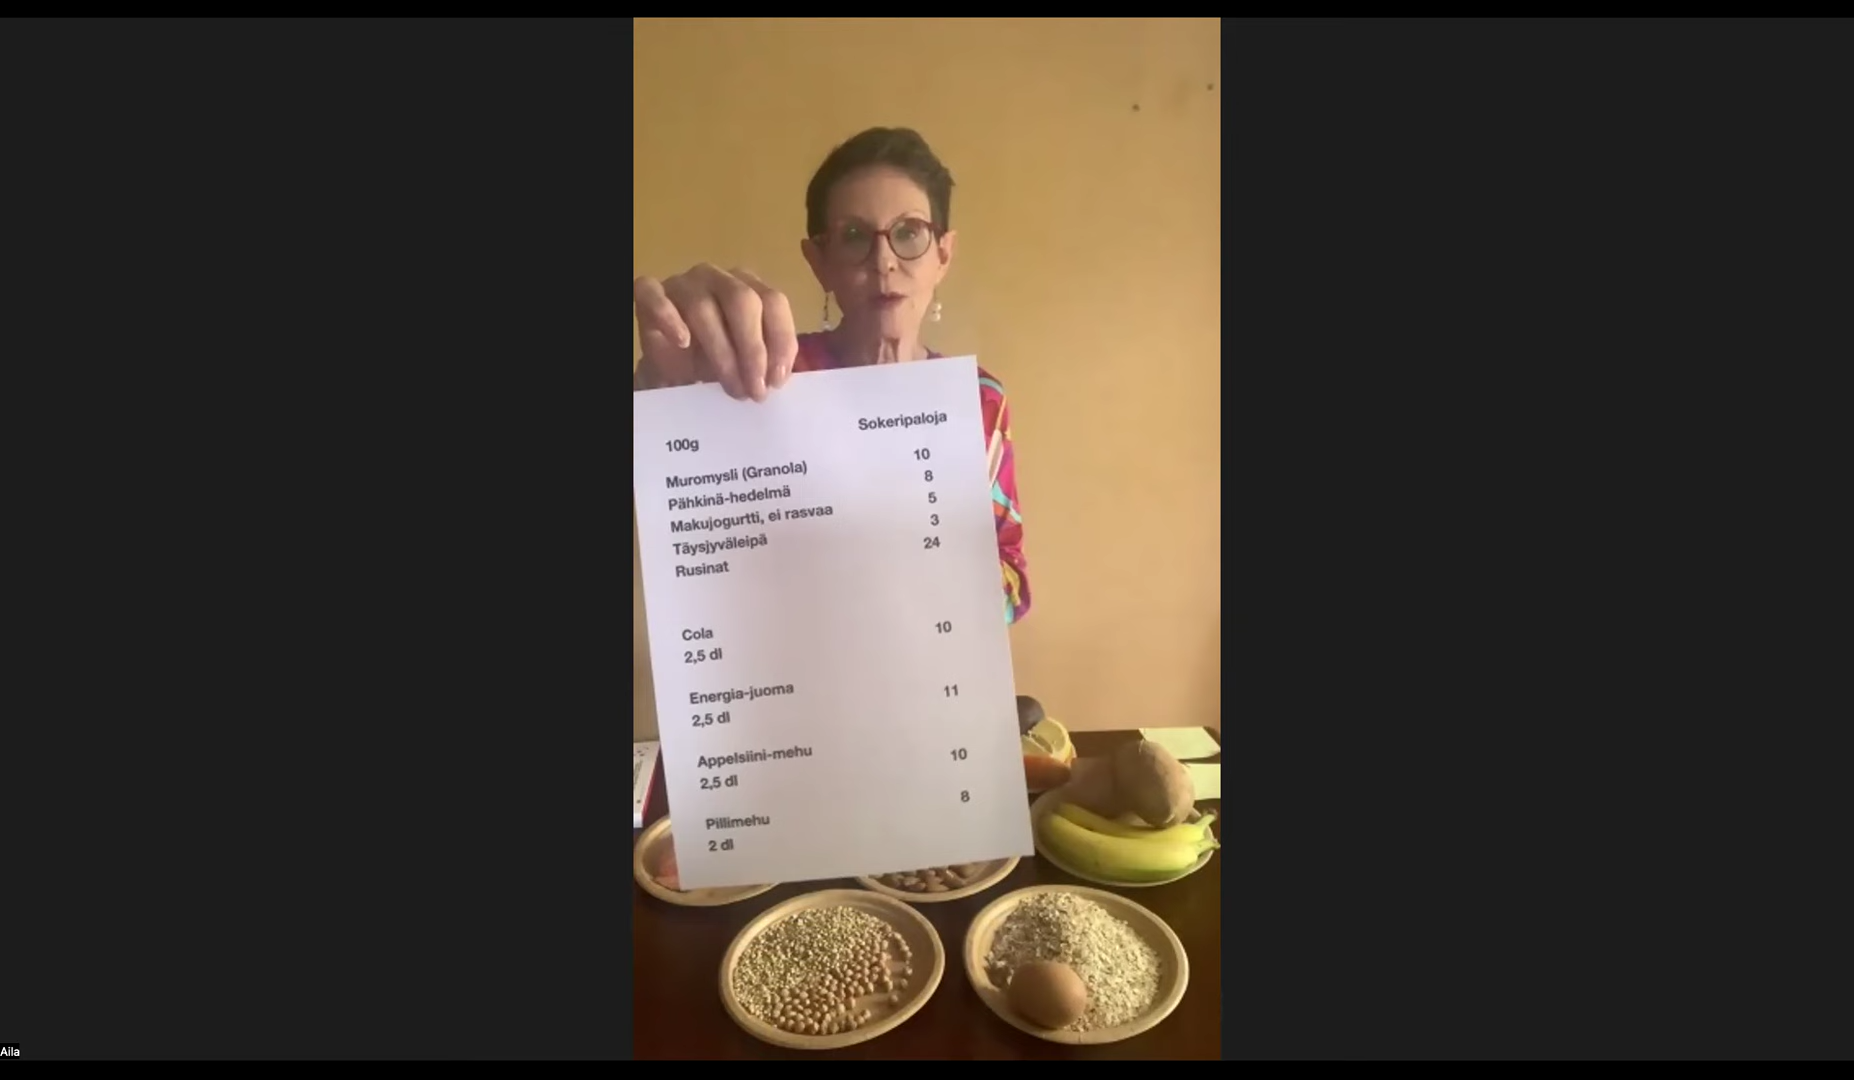 Sokeripaloja
100g
Muromysli (Granola) 10
Pähkinä-hedelmä 8
Makujogurtti, ei rasvaa 5
Täysjyväleipä 3
Rusinat 24
Cola 10
2,5 dl
Energia-juoma 11
2,5 dl
Appelsiini-mehu 10
2,5 dl
Pillimehu 8
2 dl
Aila